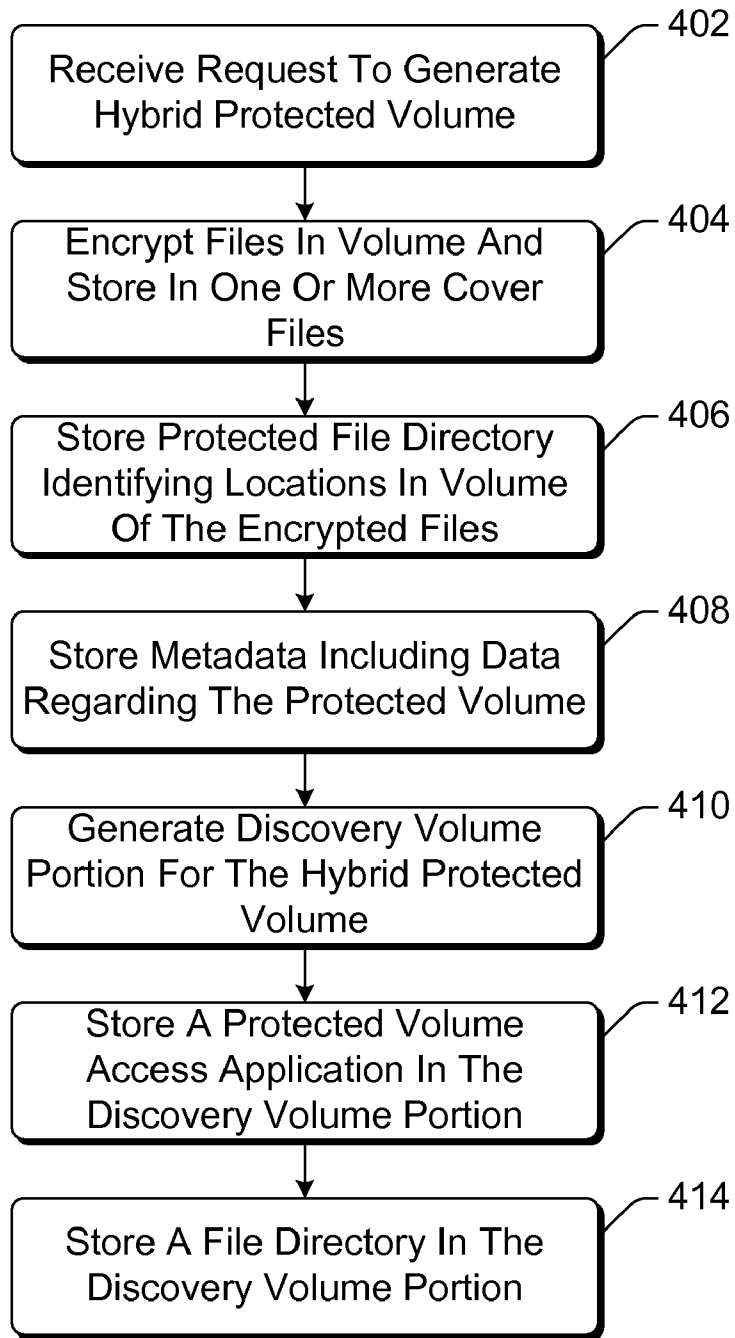 402
Receive Request To Generate
Hybrid Protected Volume
404
Encrypt Files In Volume And
Store In One Or More Cover
Files
406
Store Protected File Directory
Identifying Locations In Volume
Of The Encrypted Files
408
Store Metadata Including Data
Regarding The Protected Volume
410
Generate Discovery Volume
Portion For The Hybrid Protected
Volume
412
Store A Protected Volume
Access Application In The
Discovery Volume Portion
414
Store A File Directory In The
Discovery Volume Portion